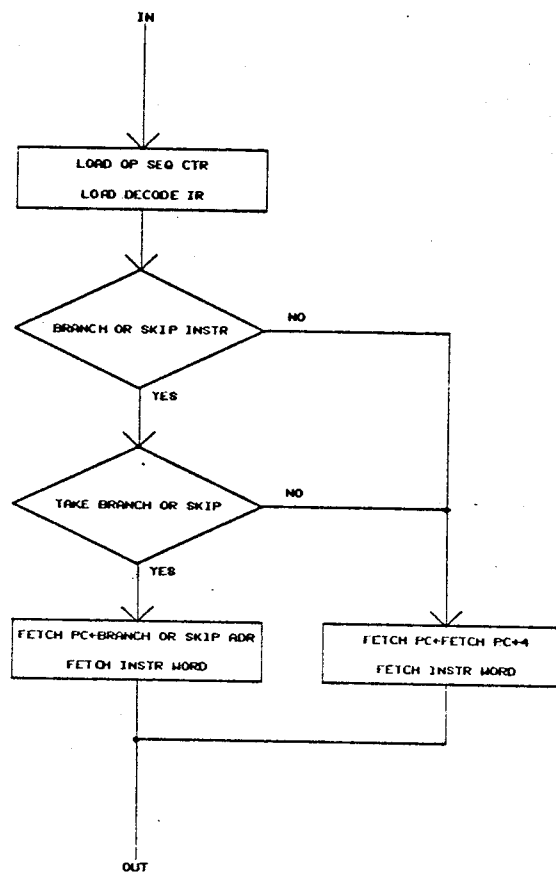 IN
LOAD OP SEQ CTR
LOAD DECODE IR
BRANCH OR SKIP INSTR
NO
YES
TAKE BRANCH OR SKIP
NO
YES
FETCH PC←BRANCH OR SKIP ADR
FETCH INSTR WORD
FETCH PC←FETCH PC+4
FETCH INSTR WORD
OUT